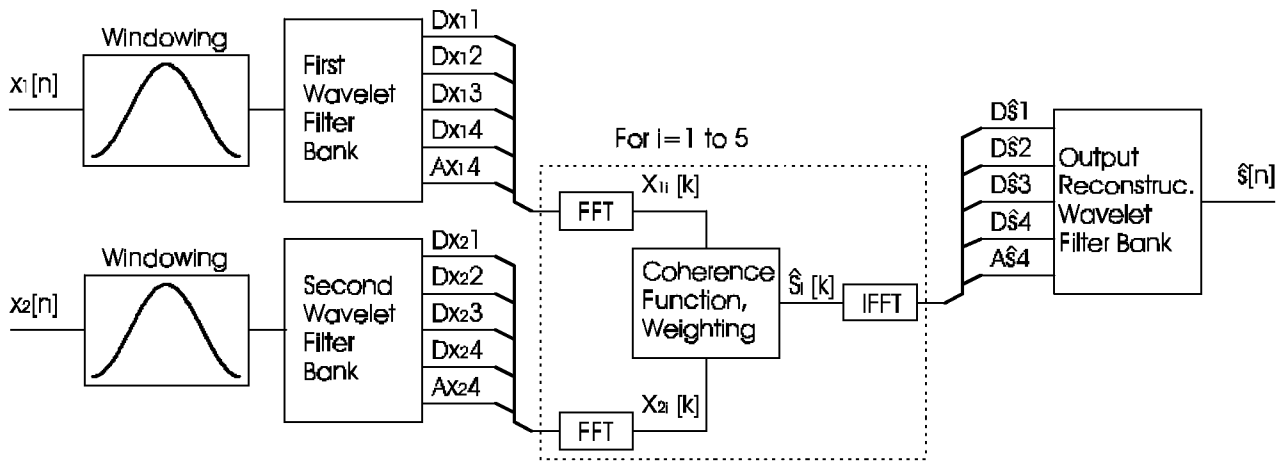 Windowing
x1[n]
First
Wavelet
Filter
Bank
Dx11
Dx12
Dx13
Dx14
Ax14
Windowing
x2[n]
Second
Wavelet
Filter
Bank
Dx21
Dx22
Dx23
Dx24
Ax24
For i=1 to 5
FFT
X1i [k]
Coherence
Function,
Weighting
FFT
X2i [k]
Ŝi [k]
IFFT
Dŝ1
Dŝ2
Dŝ3
Dŝ4
Aŝ4
Output
Reconstruc.
Wavelet
Filter Bank
ŝ[n]